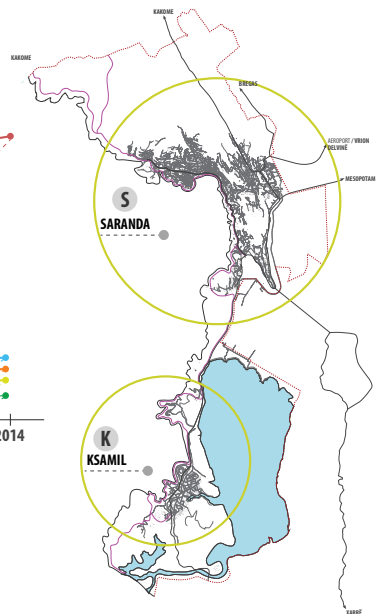 KAKOME
KAKOME
BREGAS
AEROPORT / VRION
DELVINË
MESOPOTAM
S
SARANDA
K
KSAMIL
2014
XARRË